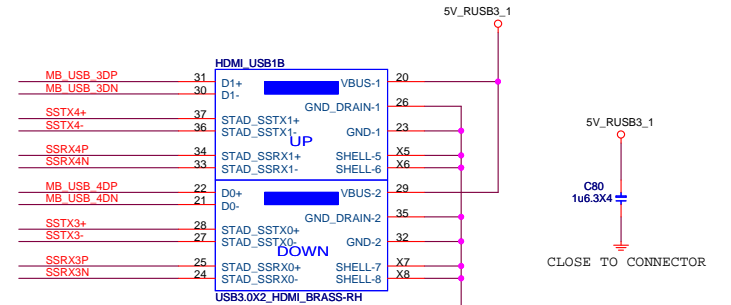 5V_RUSB3_1
HDMI_USB1B
MB_USB_3DP 31 D1+ VBUS-1 20
MB_USB_3DN 30 D1-
GND_DRAIN-1 26
SSTX4+ 37 STAD_SSTX1+
SSTX4- 36 STAD_SSTX1- GND-1 23
UP
SSRX4P 34 STAD_SSRX1+ SHELL-5 X5
SSRX4N 33 STAD_SSRX1- SHELL-6 X6
MB_USB_4DP 22 D0+ VBUS-2 29
MB_USB_4DN 21 D0-
GND_DRAIN-2 35
SSTX3+ 28 STAD_SSTX0+
SSTX3- 27 STAD_SSTX0- GND-2 32
DOWN
SSRX3P 25 STAD_SSRX0+ SHELL-7 X7
SSRX3N 24 STAD_SSRX0- SHELL-8 X8
USB3.0X2_HDMI_BRASS-RH
5V_RUSB3_1
C80
1u6.3X4
CLOSE TO CONNECTOR